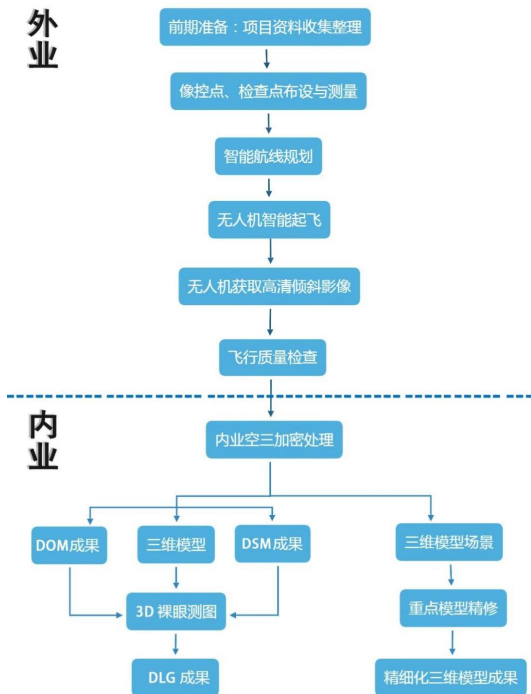 外业
前期准备：项目资料收集整理
像控点、检查点布设与测量
智能航线规划
无人机智能起飞
无人机获取高清倾斜影像
飞行质量检查
内业
内业空三加密处理
DOM成果
三维模型
DSM成果
三维模型场景
3D 裸眼测图
重点模型精修
DLG 成果
精细化三维模型成果